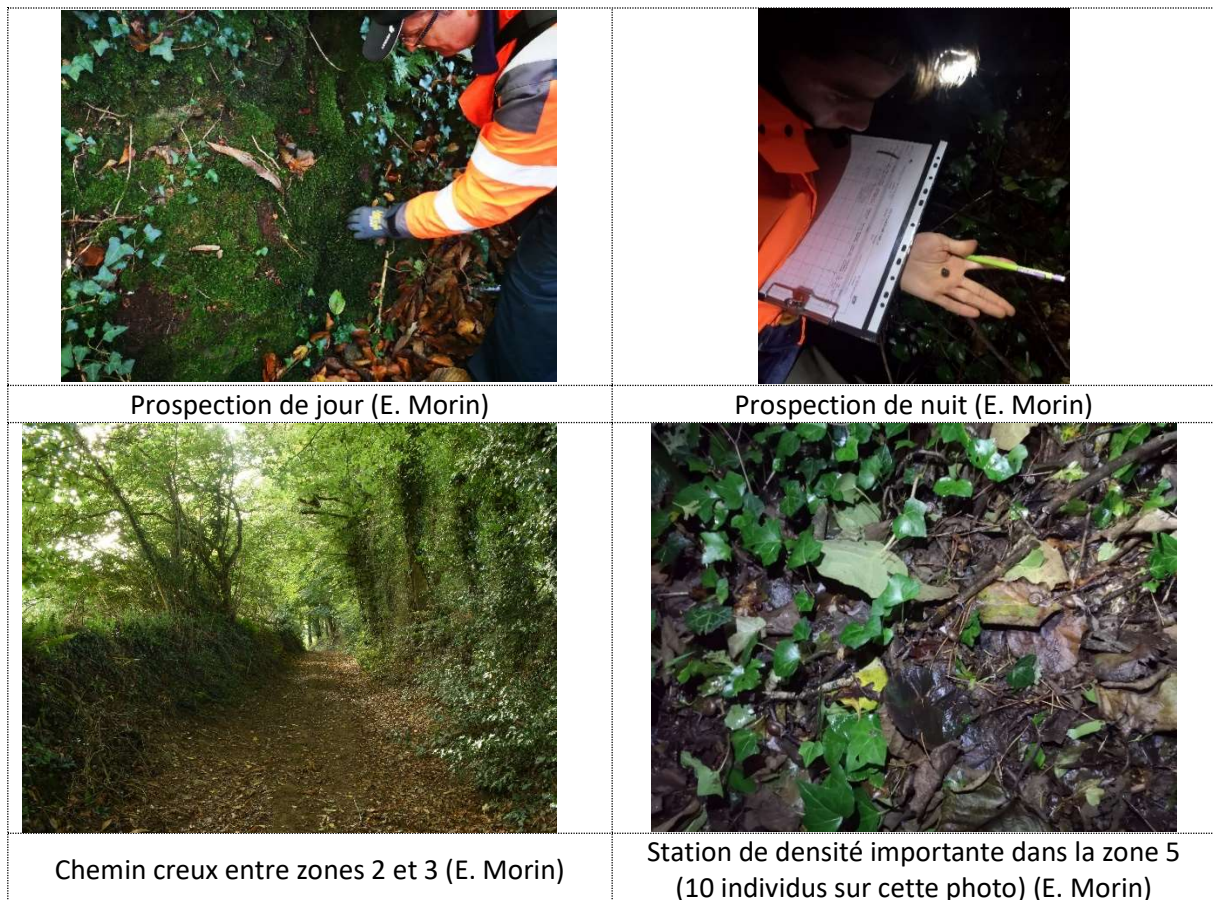 Prospection de jour (E. Morin)
Prospection de nuit (E. Morin)
Chemin creux entre zones 2 et 3 (E. Morin)
Station de densité importante dans la zone 5
(10 individus sur cette photo) (E. Morin)